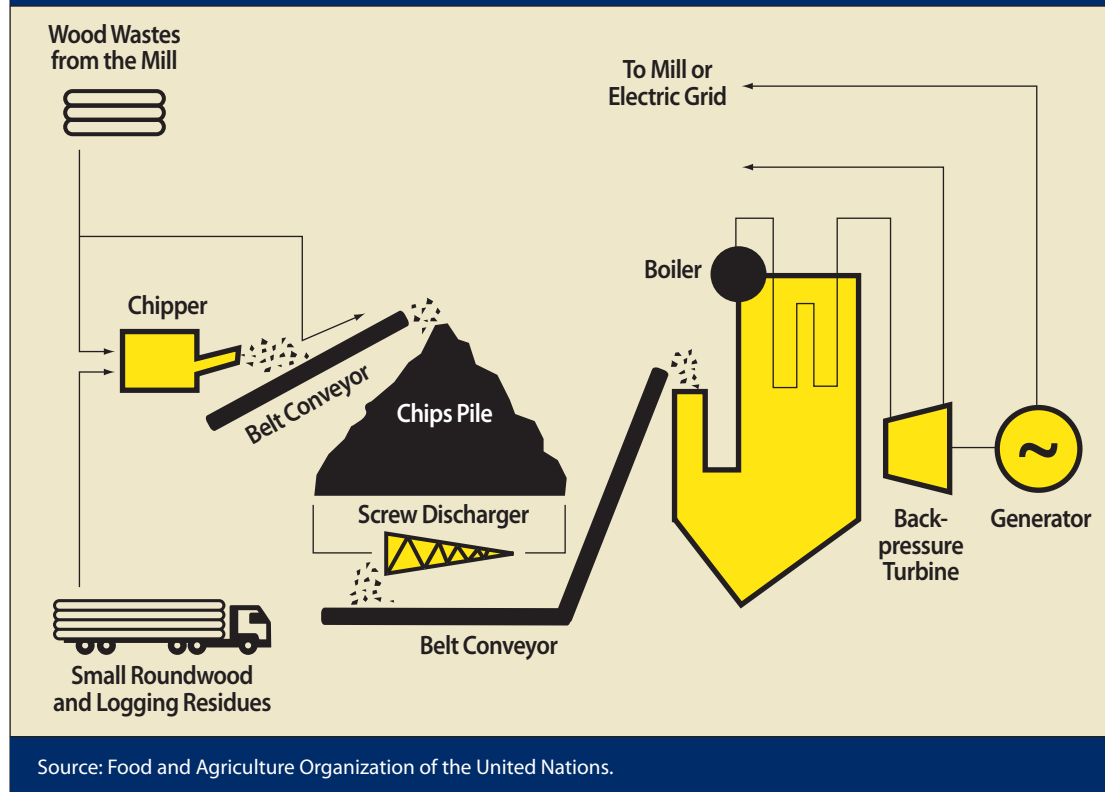 Wood Wastes
from the Mill
To Mill or
Electric Grid
Boiler
Chipper
Belt Conveyor
Chips Pile
Screw Discharger
Back-
pressure
Turbine
Generator
~
Belt Conveyor
Small Roundwood
and Logging Residues
Source: Food and Agriculture Organization of the United Nations.